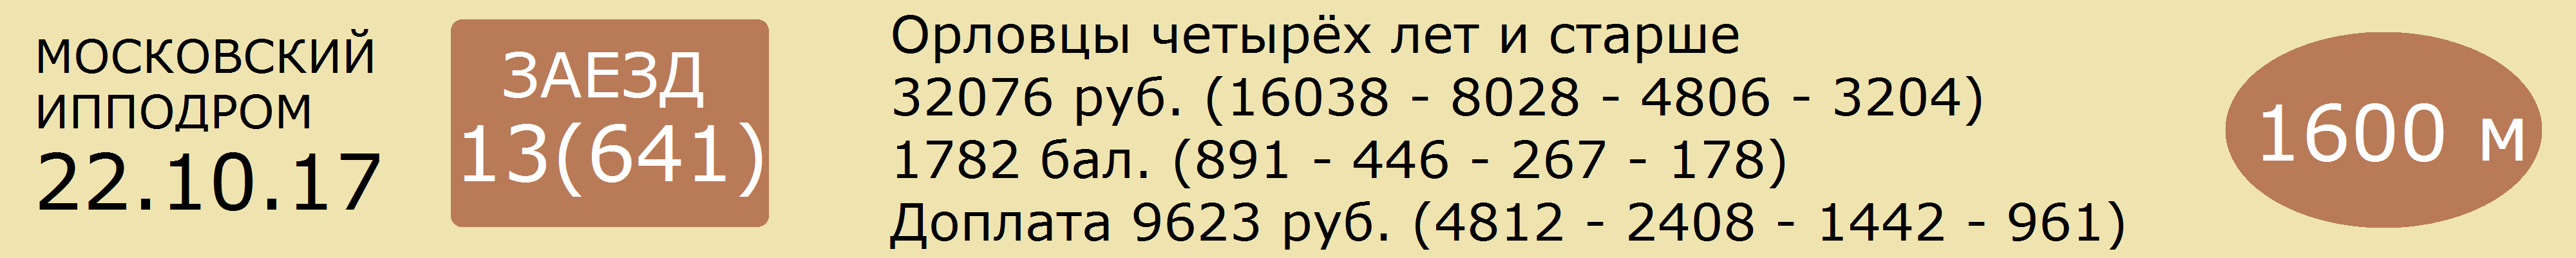 МОСКОВСКИЙ
ИППОДРОМ
22.10.17
ЗАЕЗД
13(641)
Орловцы четырёх лет и старше
32076 руб. (16038 - 8028 - 4806 - 3204)
1782 бал. (891 - 446 - 267 - 178)
Доплата 9623 руб. (4812 - 2408 - 1442 - 961)
1600 м